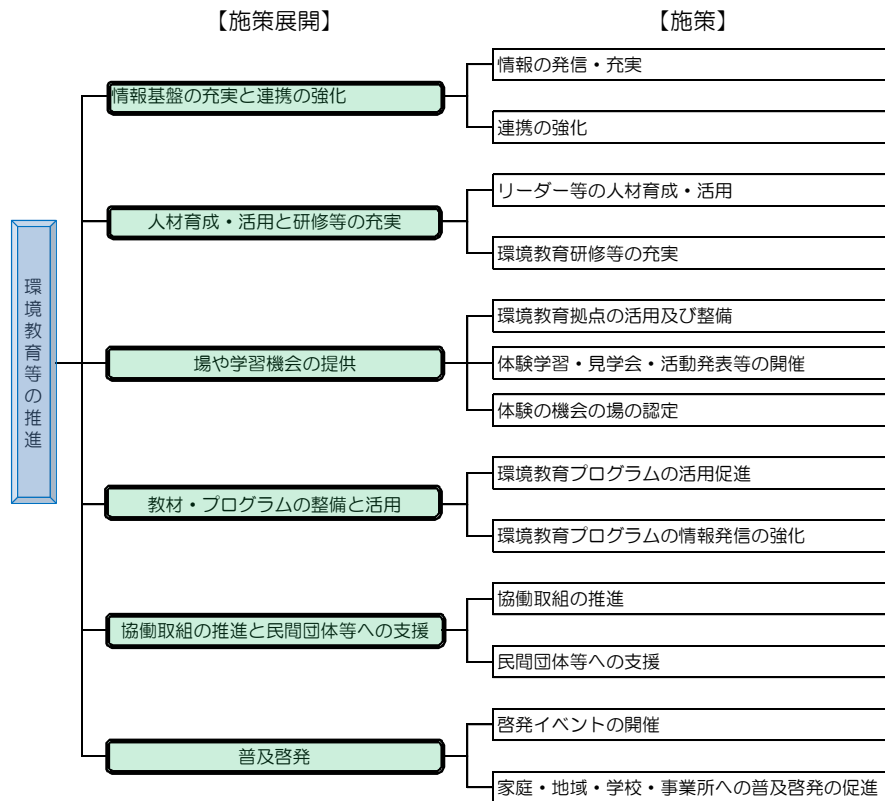 【施策展開】
【施策】
環境教育等の推進
情報基盤の充実と連携の強化
情報の発信・充実
連携の強化
人材育成・活用と研修等の充実
リーダー等の人材育成・活用
環境教育研修等の充実
場や学習機会の提供
環境教育拠点の活用及び整備
体験学習・見学会・活動発表等の開催
体験の機会の場の認定
教材・プログラムの整備と活用
環境教育プログラムの活用促進
環境教育プログラムの情報発信の強化
協働取組の推進と民間団体等への支援
協働取組の推進
民間団体等への支援
普及啓発
啓発イベントの開催
家庭・地域・学校・事業所への普及啓発の促進